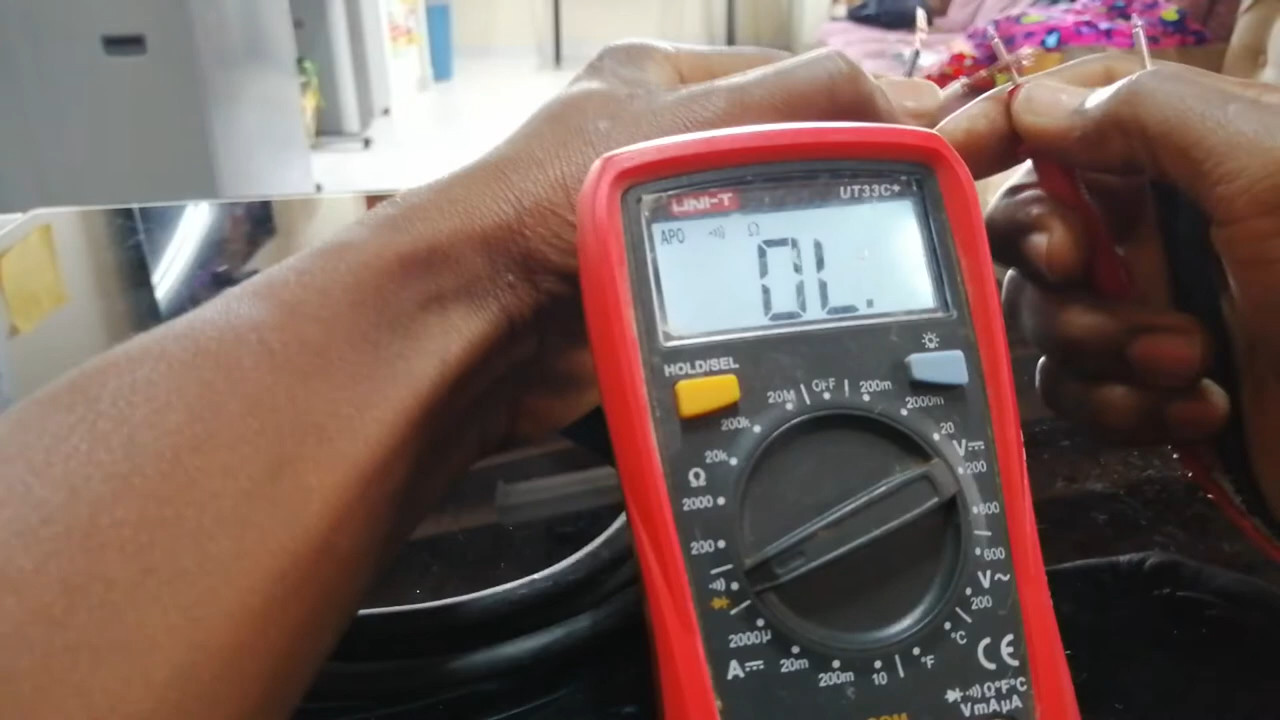 UNI-T UT33C+
APO Ω
OL.
HOLD/SEL
20M OFF 200m
200k 2000m
20k 20
Ω V
2000 200
200 600
600
V~
2000μ 200
A 20m 200m 10 °F °C
CE
Ω°F°C
VmAμA